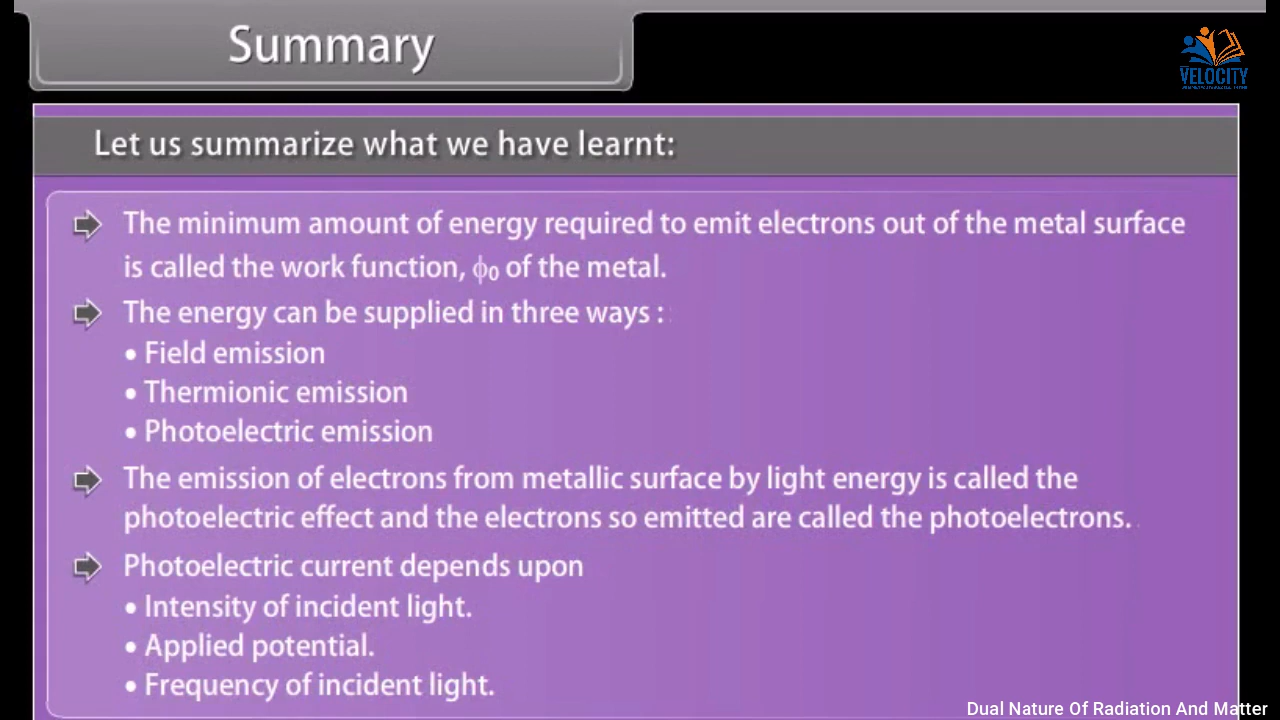 Summary
VELOCITY
Let us summarize what we have learnt:
The minimum amount of energy required to emit electrons out of the metal surface
is called the work function, ϕ₀ of the metal.
The energy can be supplied in three ways :
• Field emission
• Thermionic emission
• Photoelectric emission
The emission of electrons from metallic surface by light energy is called the
photoelectric effect and the electrons so emitted are called the photoelectrons.
Photoelectric current depends upon
• Intensity of incident light.
• Applied potential.
• Frequency of incident light.
Dual Nature Of Radiation And Matter